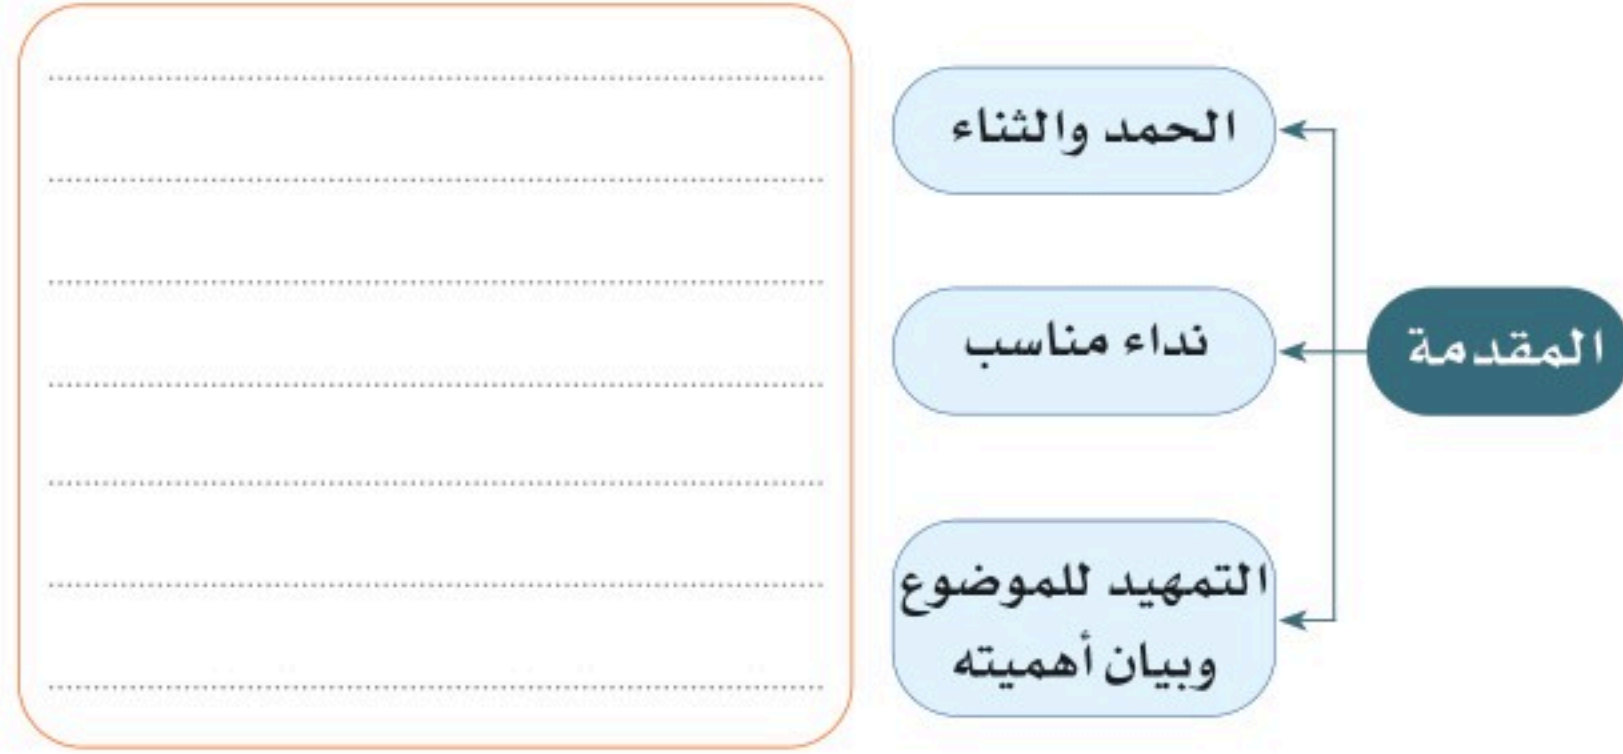 المقدمة
الحمد والثناء
نداء مناسب
التمهيد للموضوع
وبيان أهميته